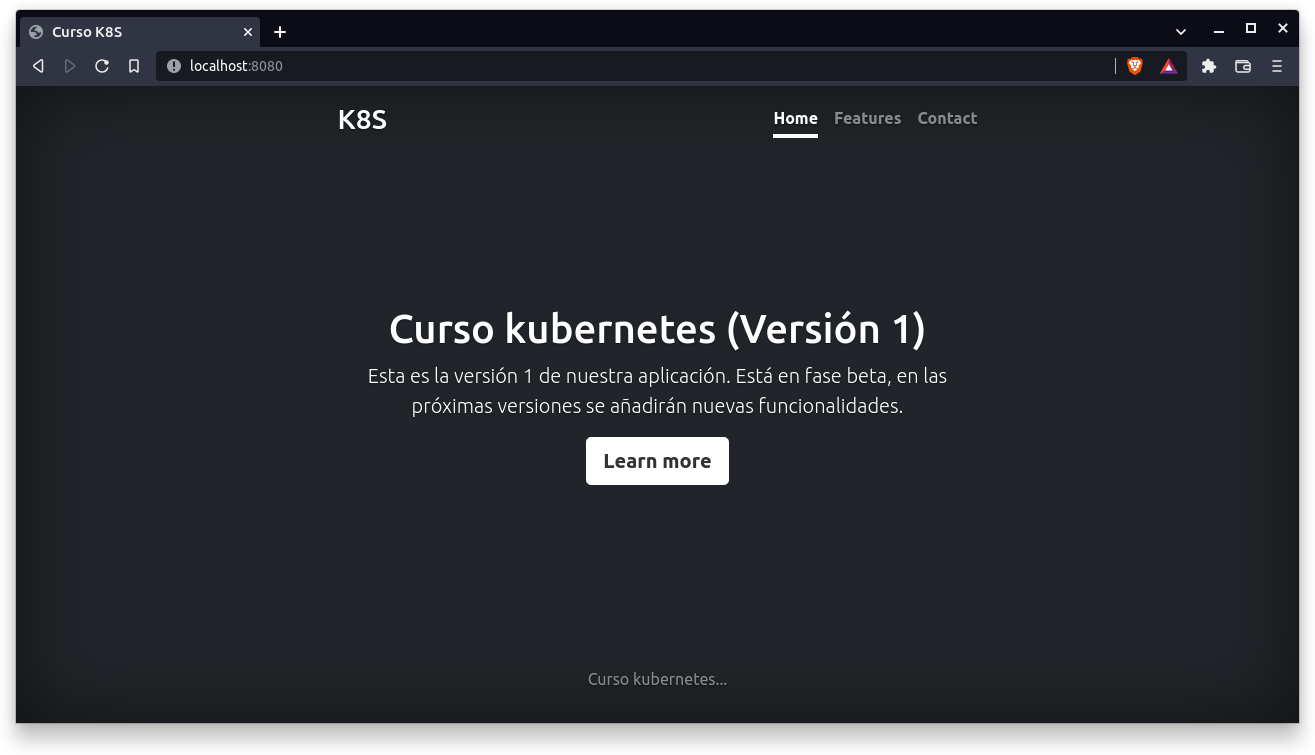 Curso K8S
localhost:8080
K8S
Home Features Contact
Curso kubernetes (Versión 1)
Esta es la versión 1 de nuestra aplicación. Está en fase beta, en las
próximas versiones se añadirán nuevas funcionalidades.
Learn more
Curso kubernetes...